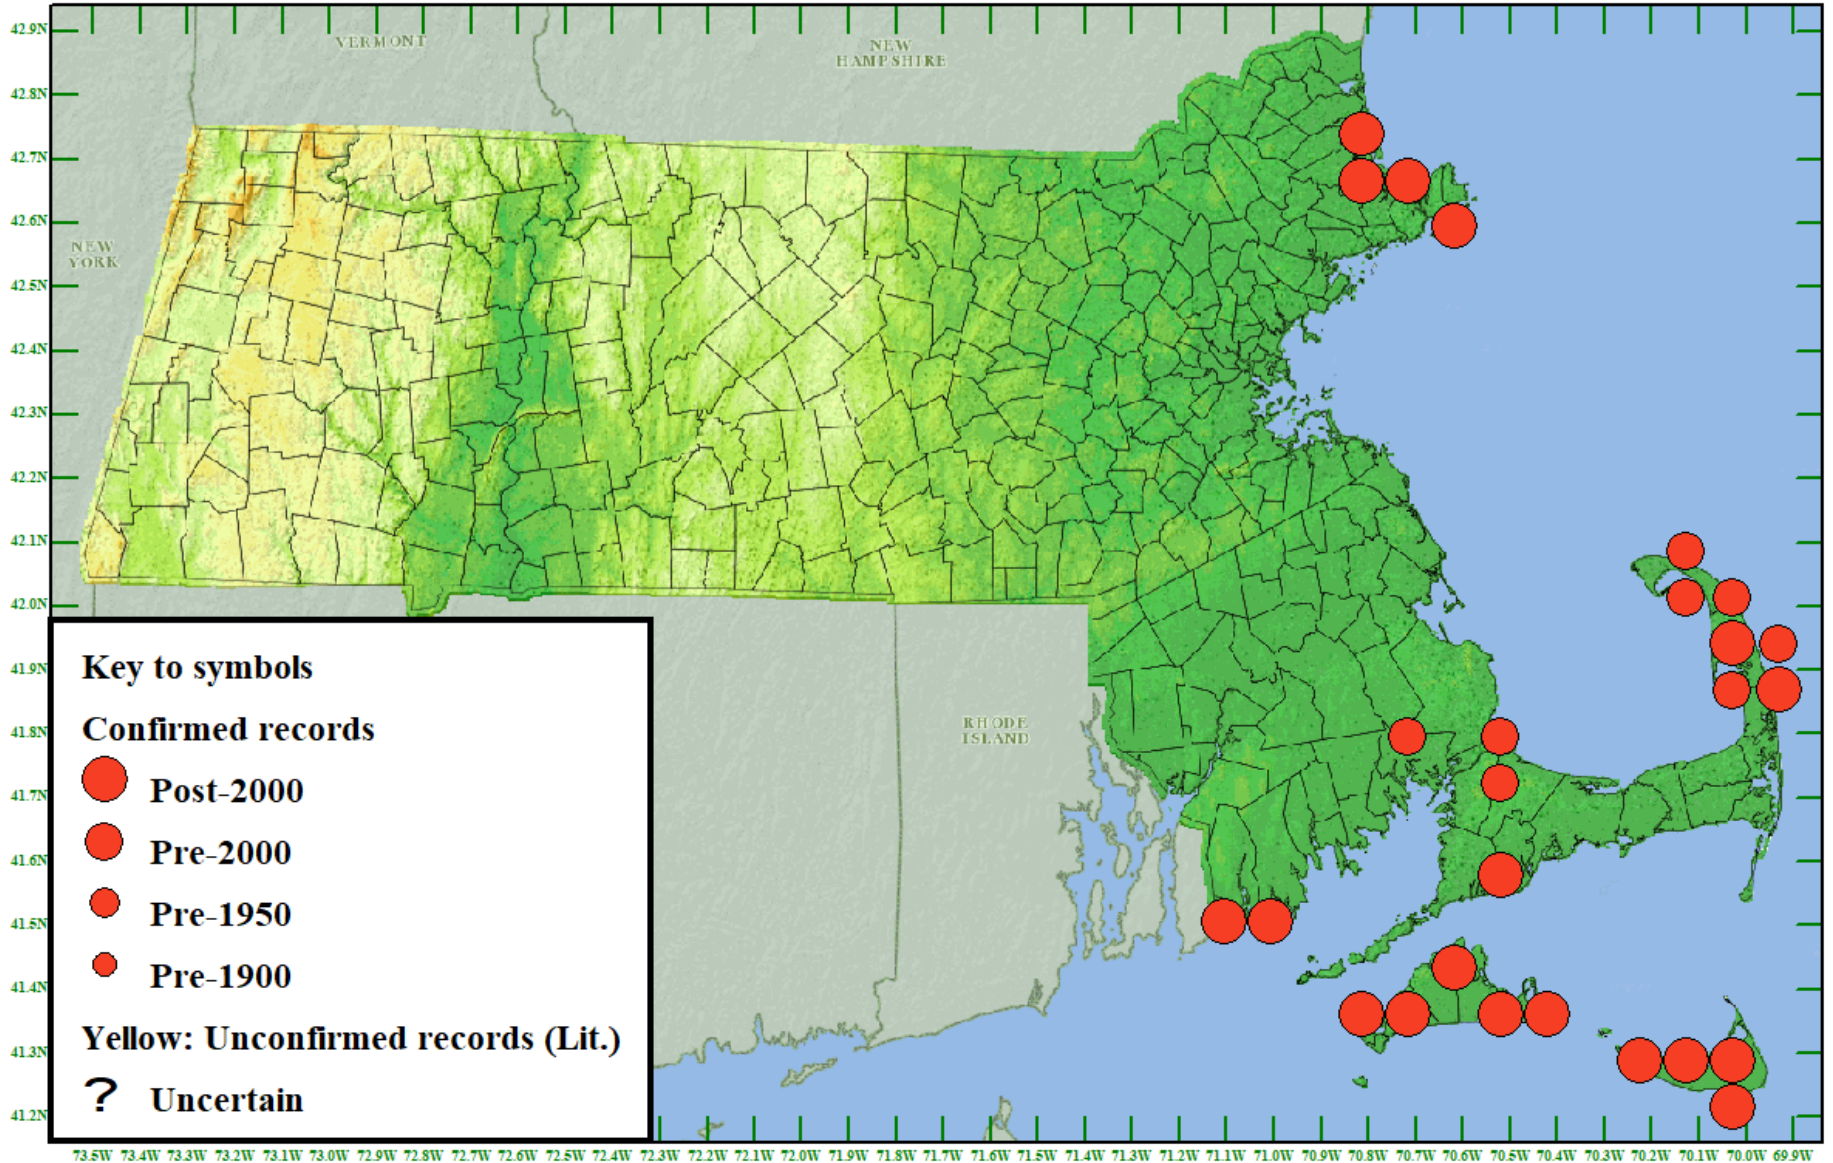 42.9N
VERMONT
NEW
HAMPSHIRE
42.8N
42.7N
42.6N
NEW
YORK
42.5N
42.4N
42.3N
42.2N
42.1N
42.0N
41.9N
41.8N
41.7N
41.6N
41.5N
41.4N
41.3N
41.2N
RHODE
ISLAND
Key to symbols
Confirmed records
Post-2000
Pre-2000
Pre-1950
Pre-1900
Yellow: Unconfirmed records (Lit.)
? Uncertain
73.5W 73.4W 73.3W 73.2W 73.1W 73.0W 72.9W 72.8W 72.7W 72.6W 72.5W 72.4W 72.3W 72.2W 72.1W 72.0W 71.9W 71.8W 71.7W 71.6W 71.5W 71.4W 71.3W 71.2W 71.1W 71.0W 70.9W 70.8W 70.7W 70.6W 70.5W 70.4W 70.3W 70.2W 70.1W 70.0W 69.9W